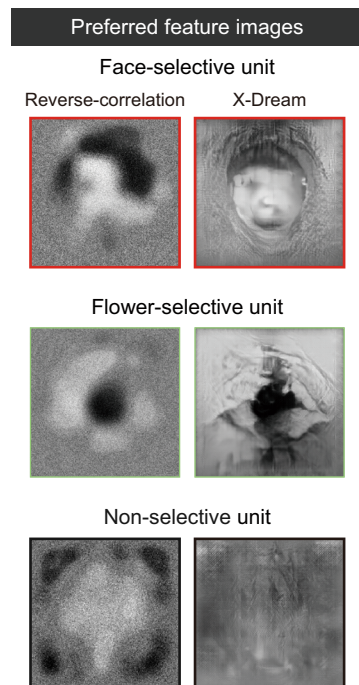 Preferred feature images
Face-selective unit
Reverse-correlation X-Dream
Flower-selective unit
Non-selective unit